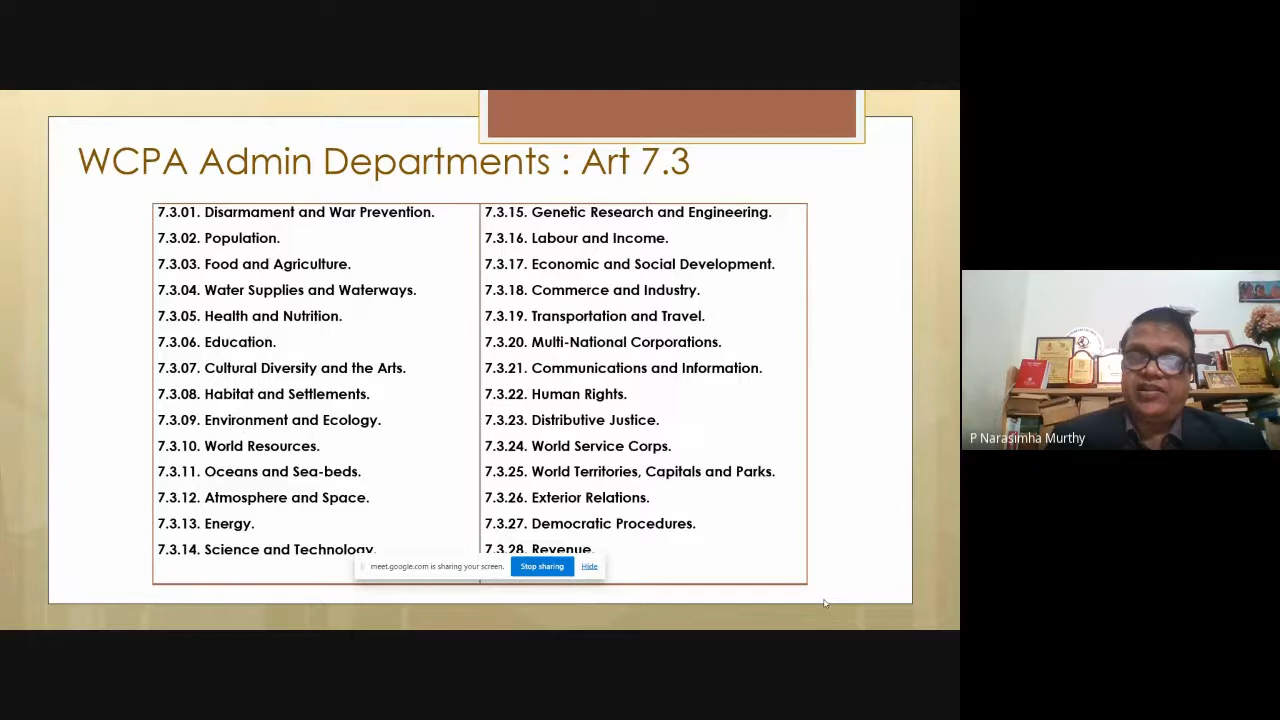 WCPA Admin Departments : Art 7.3
7.3.01. Disarmament and War Prevention.
7.3.02. Population.
7.3.03. Food and Agriculture.
7.3.04. Water Supplies and Waterways.
7.3.05. Health and Nutrition.
7.3.06. Education.
7.3.07. Cultural Diversity and the Arts.
7.3.08. Habitat and Settlements.
7.3.09. Environment and Ecology.
7.3.10. World Resources.
7.3.11. Oceans and Sea-beds.
7.3.12. Atmosphere and Space.
7.3.13. Energy.
7.3.14. Science and Technology.
7.3.15. Genetic Research and Engineering.
7.3.16. Labour and Income.
7.3.17. Economic and Social Development.
7.3.18. Commerce and Industry.
7.3.19. Transportation and Travel.
7.3.20. Multi-National Corporations.
7.3.21. Communications and Information.
7.3.22. Human Rights.
7.3.23. Distributive Justice.
7.3.24. World Service Corps.
7.3.25. World Territories, Capitals and Parks.
7.3.26. Exterior Relations.
7.3.27. Democratic Procedures.
7.3.28. Revenue.
meet.google.com is sharing your screen. Stop sharing Hide
P Narasimha Murthy